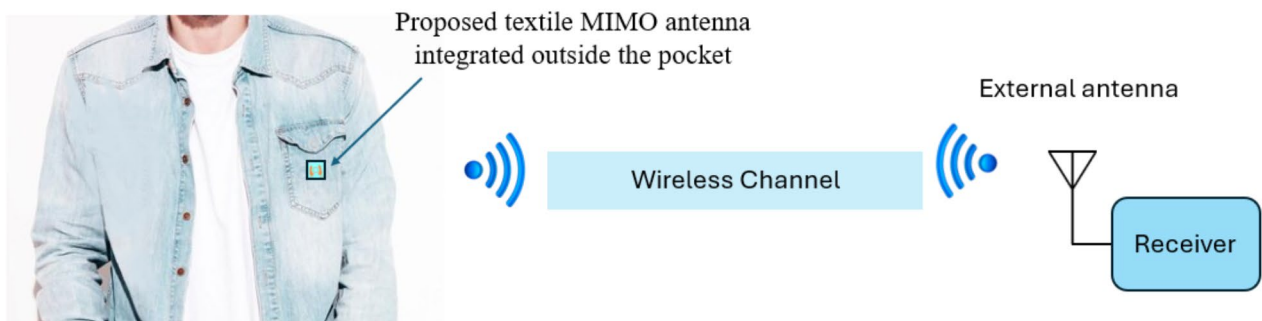 Proposed textile MIMO antenna
integrated outside the pocket
External antenna
Wireless Channel
Receiver